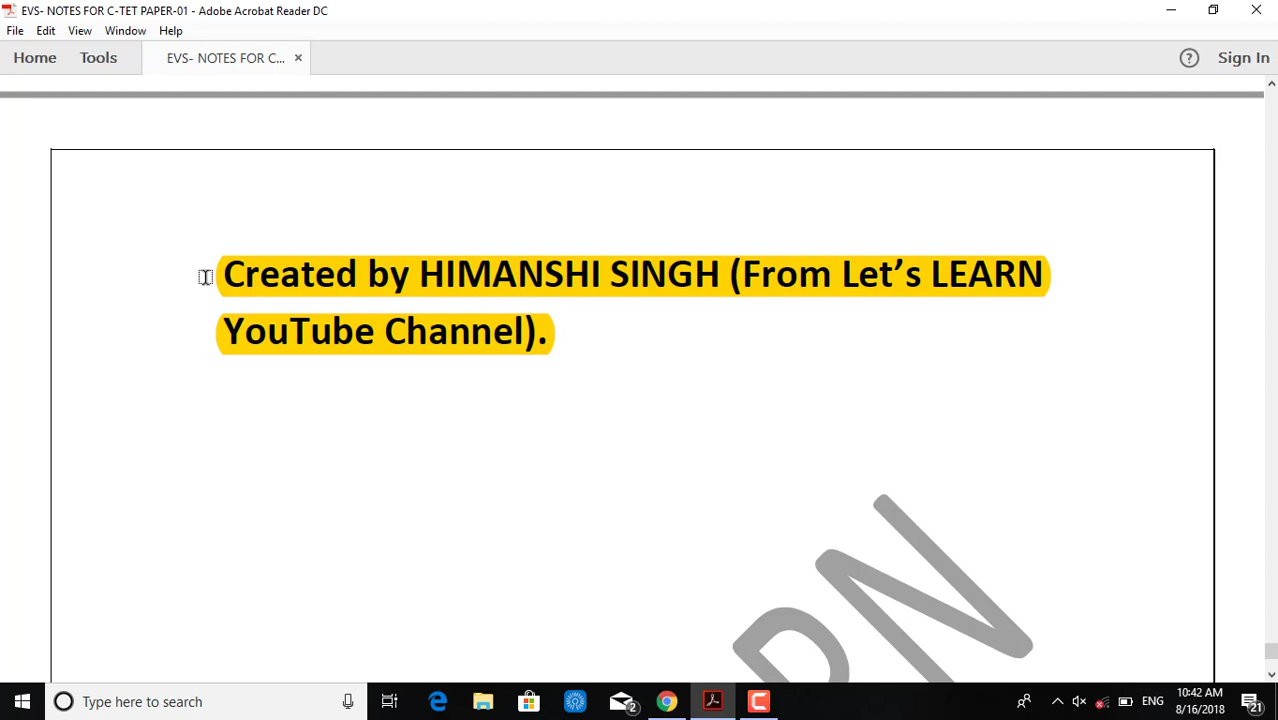 EVS- NOTES FOR C-TET PAPER-01 - Adobe Acrobat Reader DC
File Edit View Window Help
Home Tools EVS- NOTES FOR C... × ? Sign In
Created by HIMANSHI SINGH (From Let’s LEARN
YouTube Channel).
RN
Type here to search
2
ENG
10:42 AM
8/16/2018
21